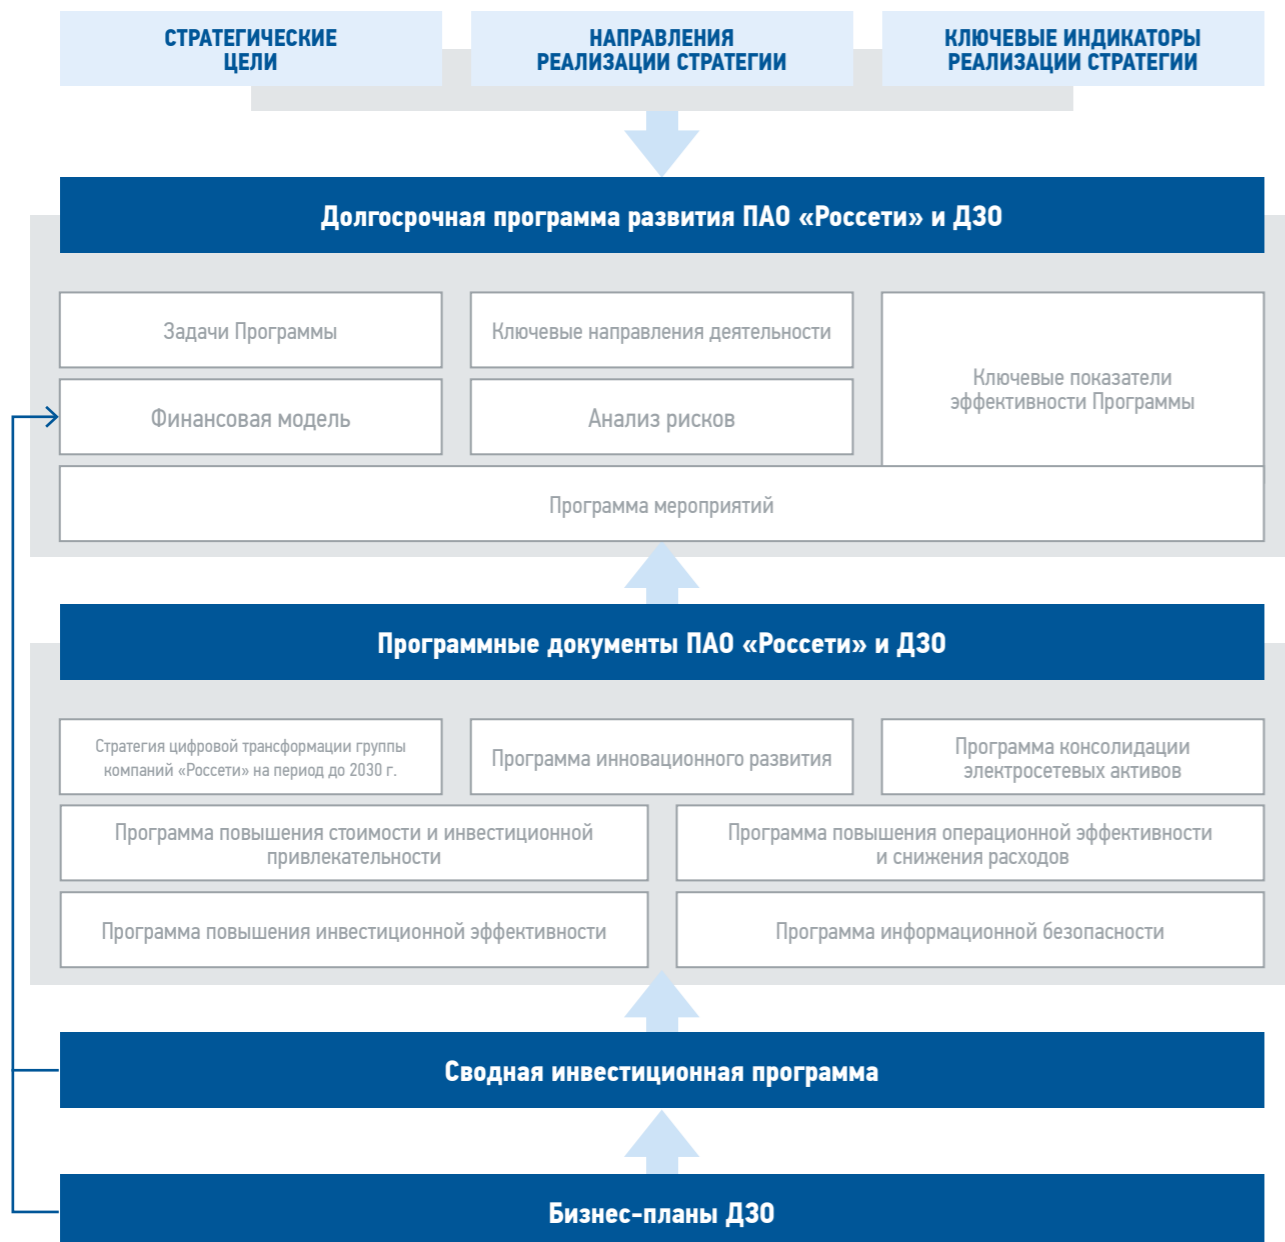 СТРАТЕГИЧЕСКИЕ
ЦЕЛИ
НАПРАВЛЕНИЯ
РЕАЛИЗАЦИИ СТРАТЕГИИ
КЛЮЧЕВЫЕ ИНДИКАТОРЫ
РЕАЛИЗАЦИИ СТРАТЕГИИ
Долгосрочная программа развития ПАО «Россети» и ДЗО
Задачи Программы
Ключевые направления деятельности
Ключевые показатели
эффективности Программы
Финансовая модель
Анализ рисков
Программа мероприятий
Программные документы ПАО «Россети» и ДЗО
Стратегия цифровой трансформации группы
компаний «Россети» на период до 2030 г.
Программа инновационного развития
Программа консолидации
электросетевых активов
Программа повышения стоимости и инвестиционной
привлекательности
Программа повышения операционной эффективности
и снижения расходов
Программа повышения инвестиционной эффективности
Программа информационной безопасности
Сводная инвестиционная программа
Бизнес-планы ДЗО